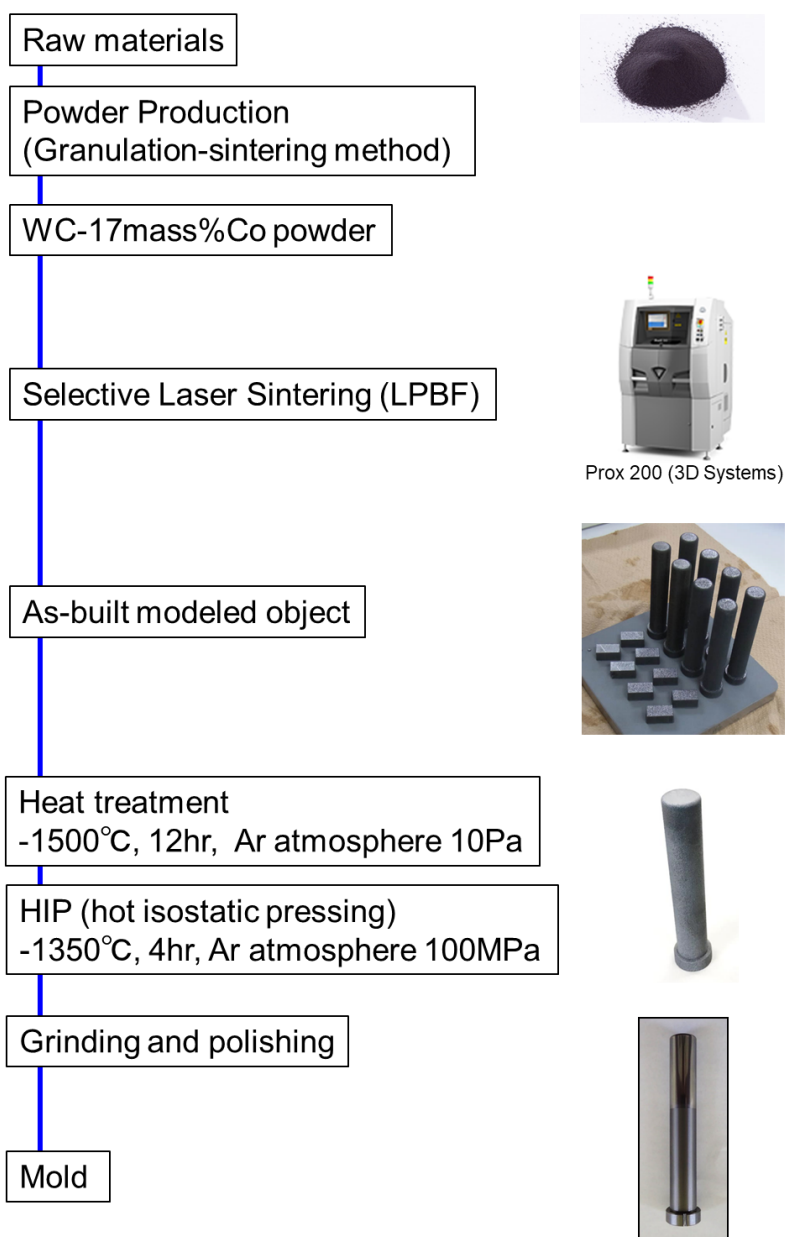 Raw materials
Powder Production
(Granulation-sintering method)
WC-17mass%Co powder
Selective Laser Sintering (LPBF)
Prox 200 (3D Systems)
As-built modeled object
Heat treatment
-1500℃, 12hr, Ar atmosphere 10Pa
HIP (hot isostatic pressing)
-1350℃, 4hr, Ar atmosphere 100MPa
Grinding and polishing
Mold